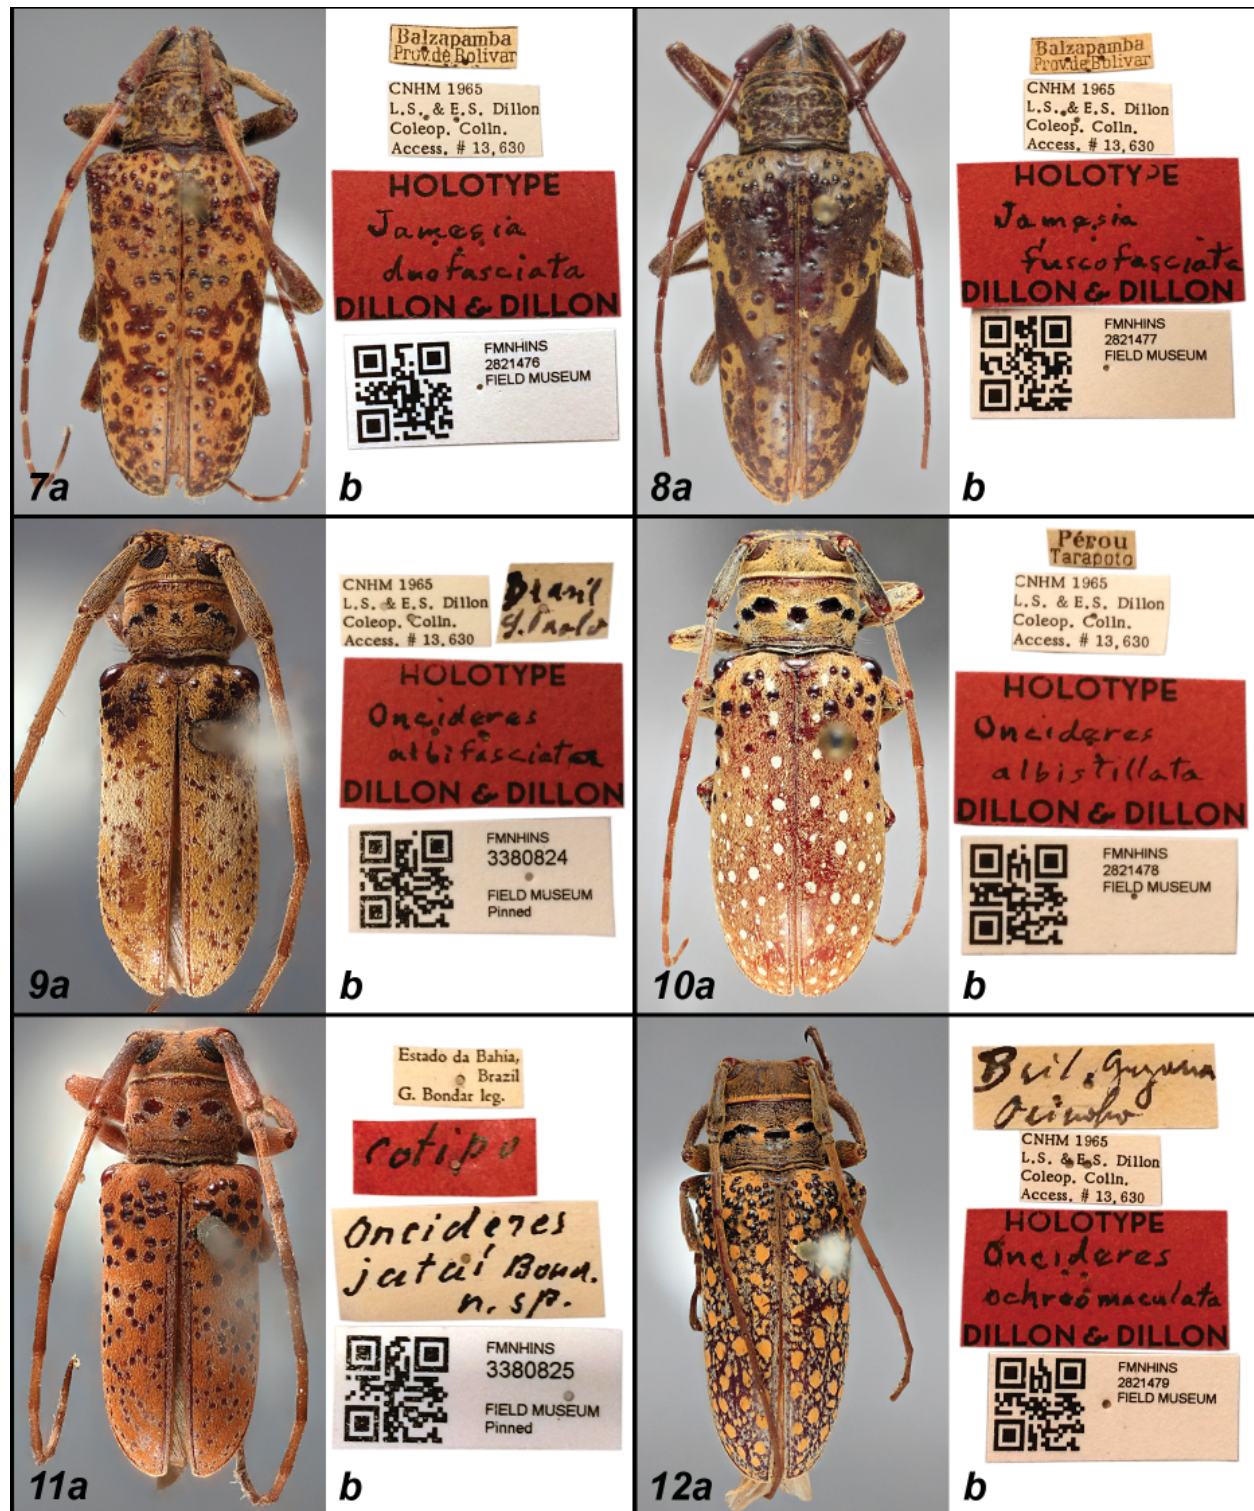 Balzapamba
Prov.de Bolivar
CNHM 1965
L.S. & E.S. Dillon
Coleop. Colln.
Access. # 13,630
HOLOTYPE
Jamesia
duofasciata
DILLON & DILLON
FMNHINS
2821476
FIELD MUSEUM
7a
b
Balzapamba
Prov.de Bolivar
CNHM 1965
L.S. & E.S. Dillon
Coleop. Colln.
Access. # 13,630
HOLOTYPE
Jamesia
fuscofasciata
DILLON & DILLON
FMNHINS
2821477
FIELD MUSEUM
8a
b
CNHM 1965
L.S. & E.S. Dillon
Coleop. Colln.
Access. # 13,630
Brasil
S. Paolo
HOLOTYPE
Oncideres
albifasciata
DILLON & DILLON
FMNHINS
3380824
FIELD MUSEUM
Pinned
9a
b
Pérou
Tarapoto
CNHM 1965
L.S. & E.S. Dillon
Coleop. Colln.
Access. # 13,630
HOLOTYPE
Oncideres
albistillata
DILLON & DILLON
FMNHINS
2821478
FIELD MUSEUM
10a
b
Estado da Bahia,
Brazil
G. Bondar leg.
cotipo
Oncideres
jataí Bond.
n. sp.
FMNHINS
3380825
FIELD MUSEUM
Pinned
11a
b
CNHM 1965
L.S. & E.S. Dillon
Coleop. Colln.
Access. # 13,630
HOLOTYPE
Oncideres
ochreomaculata
DILLON & DILLON
FMNHINS
2821479
FIELD MUSEUM
12a
b